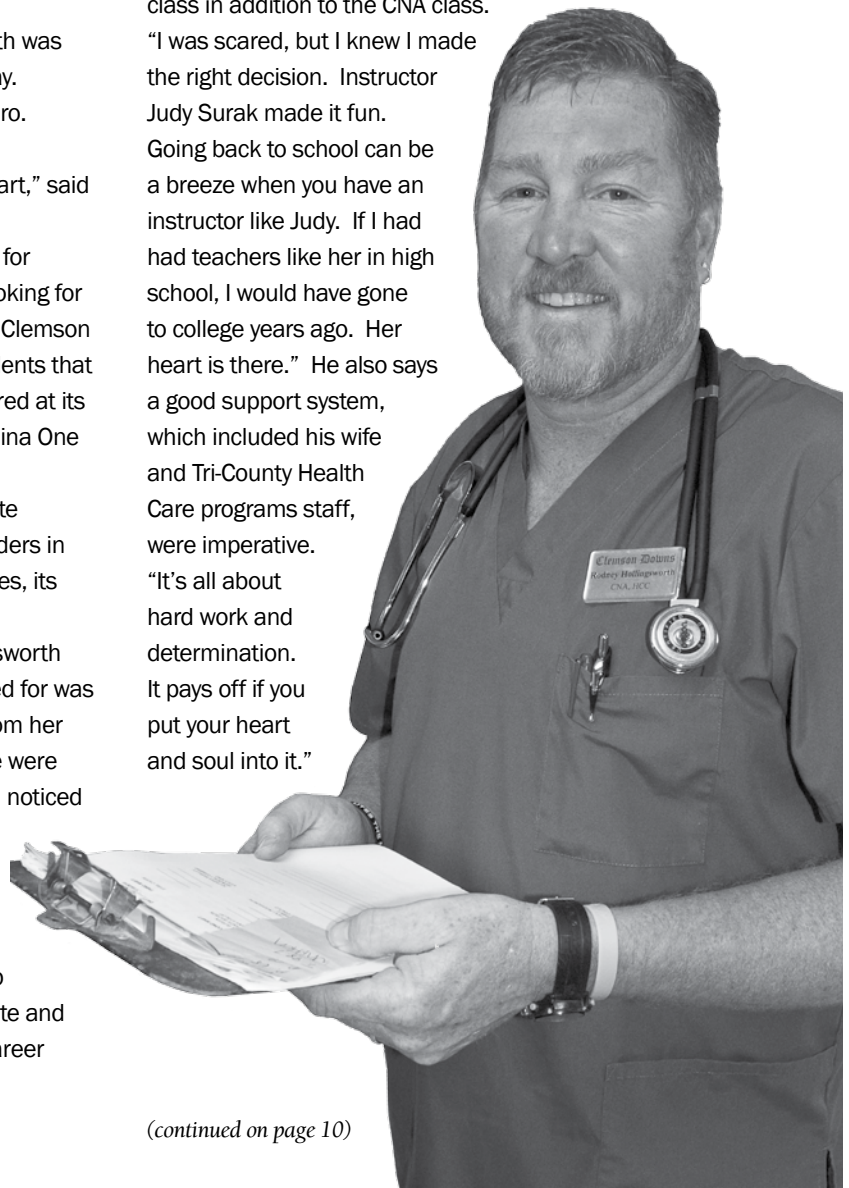 th was
y.
ro.
art,” said
for
oking for
Clemson
ents that
red at its
ina One
te
ders in
es, its
sworth
ed for was
om her
e were
noticed
o
te and
areer
class in addition to the CNA class.
“I was scared, but I knew I made
the right decision. Instructor
Judy Surak made it fun.
Going back to school can be
a breeze when you have an
instructor like Judy. If I had
had teachers like her in high
school, I would have gone
to college years ago. Her
heart is there.” He also says
a good support system,
which included his wife
and Tri-County Health
Care programs staff,
were imperative.
“It’s all about
hard work and
determination.
It pays off if you
put your heart
and soul into it.”
(continued on page 10)
Clemson Downs
Rodney Hollingsworth
CNA, HCC